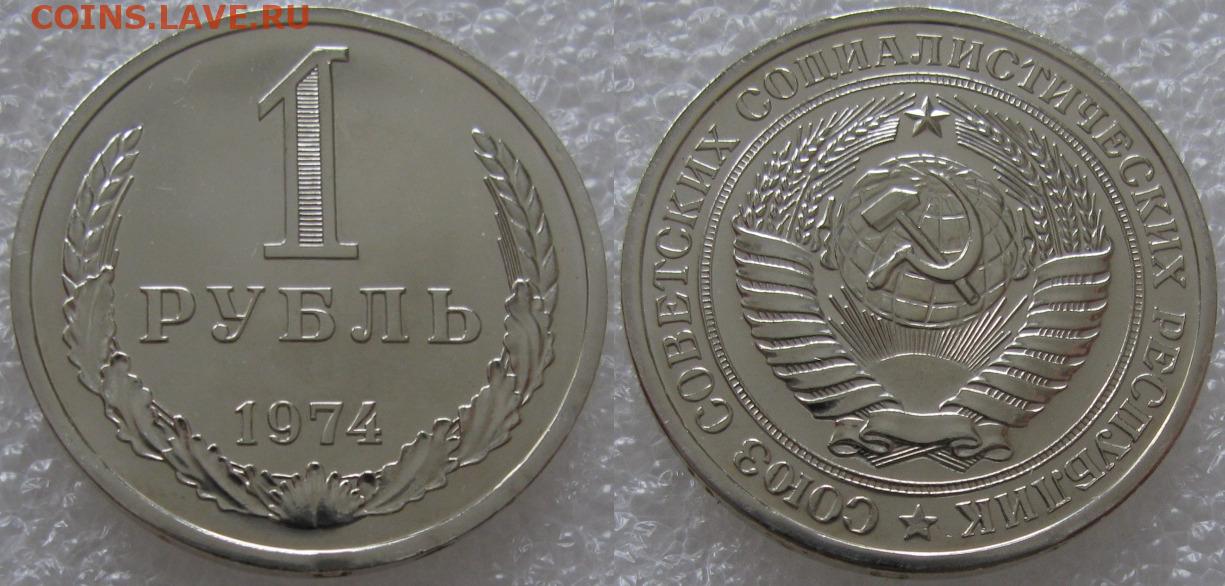 COINS.LAVE.RU
1
РУБЛЬ
1974
СОЮЗ СОВЕТСКИХ СОЦИАЛИСТИЧЕСКИХ РЕСПУБЛИК